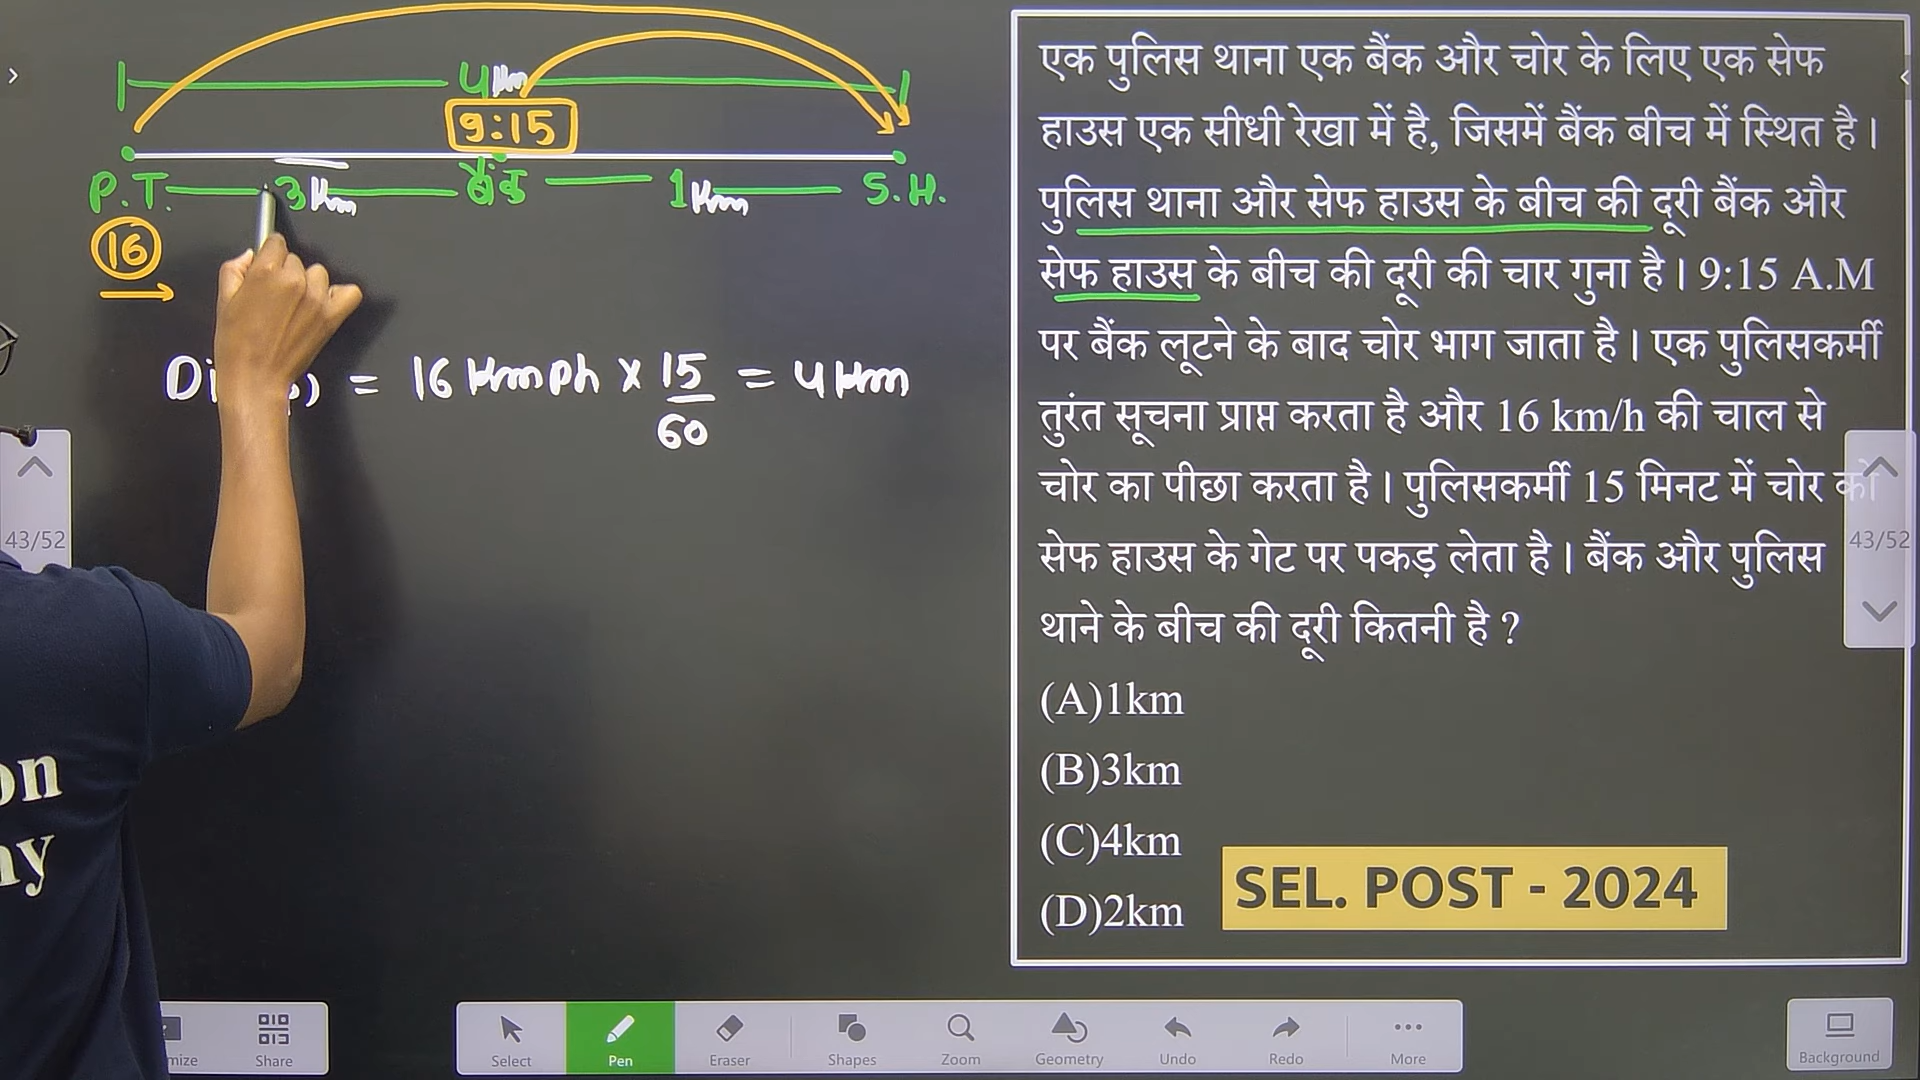 4Km
9:15
P.T. 3Km बैंक 1Km S.H.
16
= 16 Kmph × 15/60 = 4Km
एक पुलिस थाना एक बैंक और चोर के लिए एक सेफ
हाउस एक सीधी रेखा में है, जिसमें बैंक बीच में स्थित है।
पुलिस थाना और सेफ हाउस के बीच की दूरी बैंक और
सेफ हाउस के बीच की दूरी की चार गुना है। 9:15 A.M
पर बैंक लूटने के बाद चोर भाग जाता है। एक पुलिसकर्मी
तुरंत सूचना प्राप्त करता है और 16 km/h की चाल से
चोर का पीछा करता है। पुलिसकर्मी 15 मिनट में चोर को
सेफ हाउस के गेट पर पकड़ लेता है। बैंक और पुलिस
थाने के बीच की दूरी कितनी है ?
(A)1km
(B)3km
(C)4km
(D)2km
SEL. POST - 2024
43/52
43/52
on
my
mize
Share
Select
Pen
Eraser
Shapes
Zoom
Geometry
Undo
Redo
More
Background